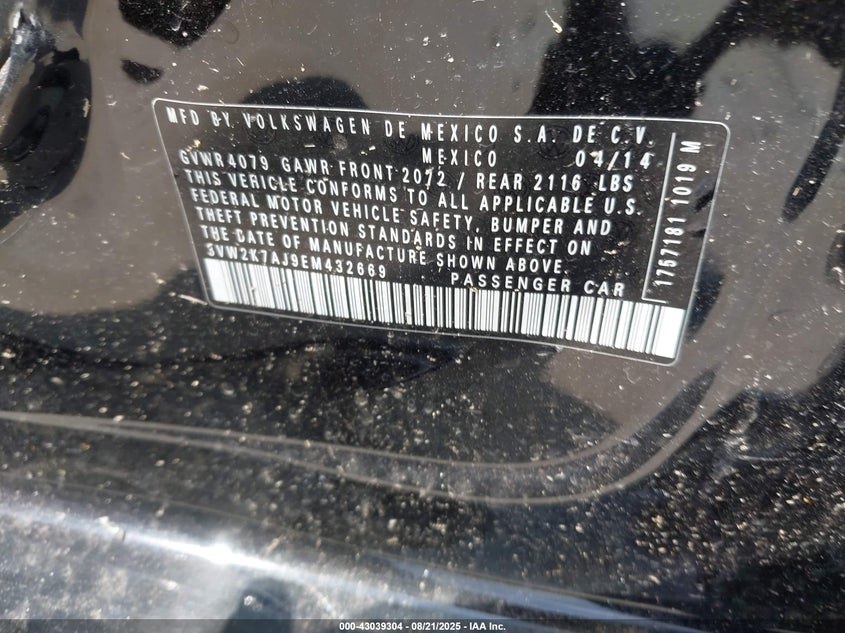 MFD BY VOLKSWAGEN DE MEXICO S.A. DE C.V.
MEXICO 04/14
GVWR 4079 GAWR FRONT 2072 / REAR 2116 LBS
THIS VEHICLE CONFORMS TO ALL APPLICABLE U.S.
FEDERAL MOTOR VEHICLE SAFETY, BUMPER AND
THEFT PREVENTION STANDARDS IN EFFECT ON
THE DATE OF MANUFACTURE SHOWN ABOVE.
3VW2K7AJ9EM432669
PASSENGER CAR
1767181 1019 M
000-43039304 - 08/21/2025 - IAA Inc.